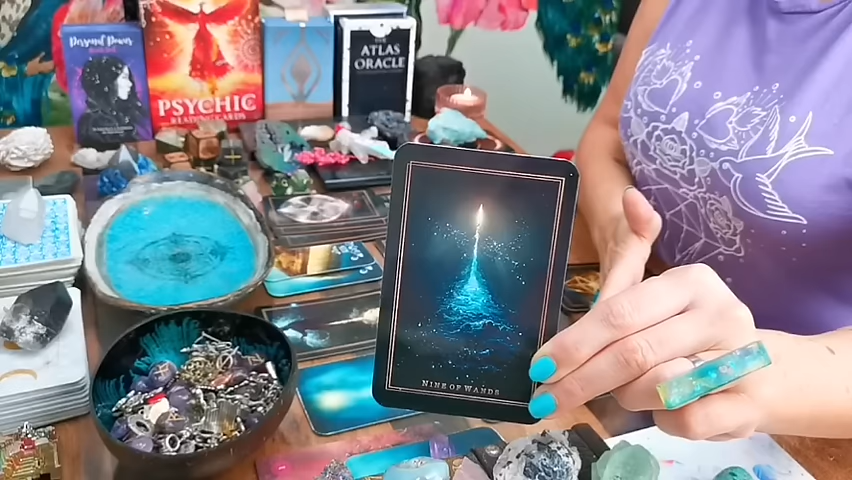 Personal Power
PSYCHIC
READING CARDS
THE
ATLAS
ORACLE
NINE OF WANDS